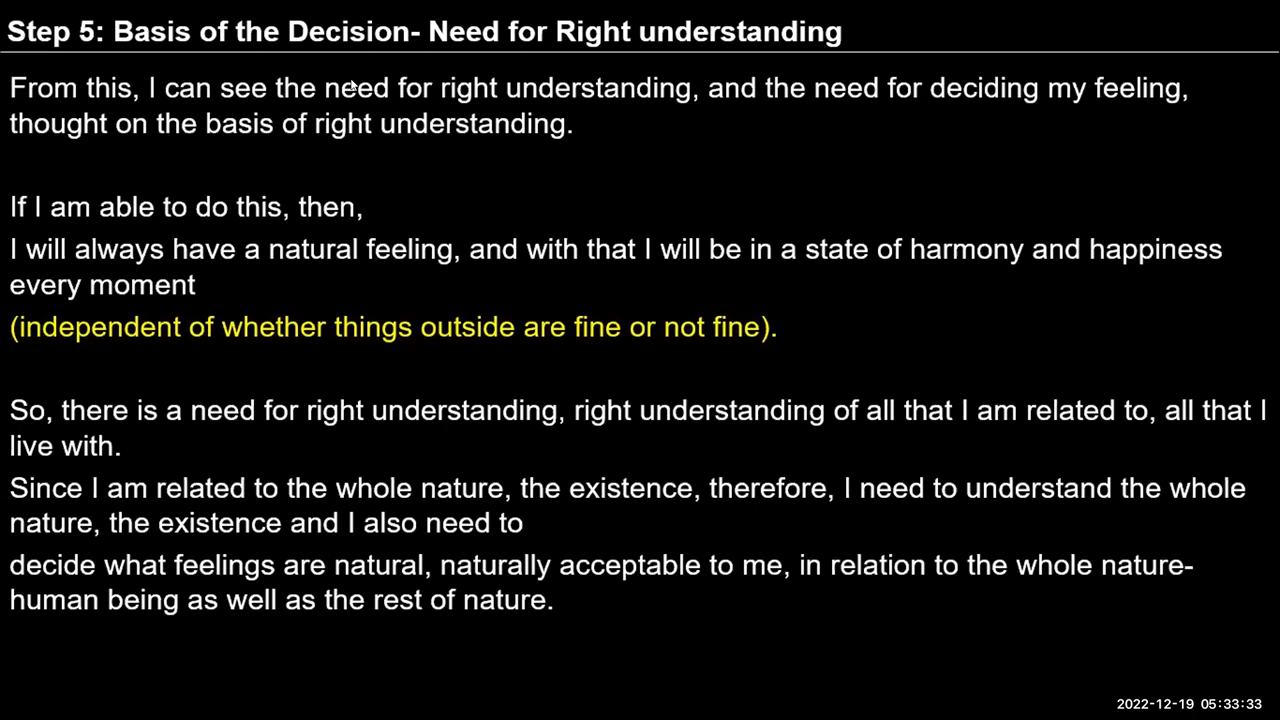 Step 5: Basis of the Decision- Need for Right understanding
From this, I can see the need for right understanding, and the need for deciding my feeling,
thought on the basis of right understanding.
If I am able to do this, then,
I will always have a natural feeling, and with that I will be in a state of harmony and happiness
every moment
(independent of whether things outside are fine or not fine).
So, there is a need for right understanding, right understanding of all that I am related to, all that I
live with.
Since I am related to the whole nature, the existence, therefore, I need to understand the whole
nature, the existence and I also need to
decide what feelings are natural, naturally acceptable to me, in relation to the whole nature-
human being as well as the rest of nature.
2022-12-19 05:33:33